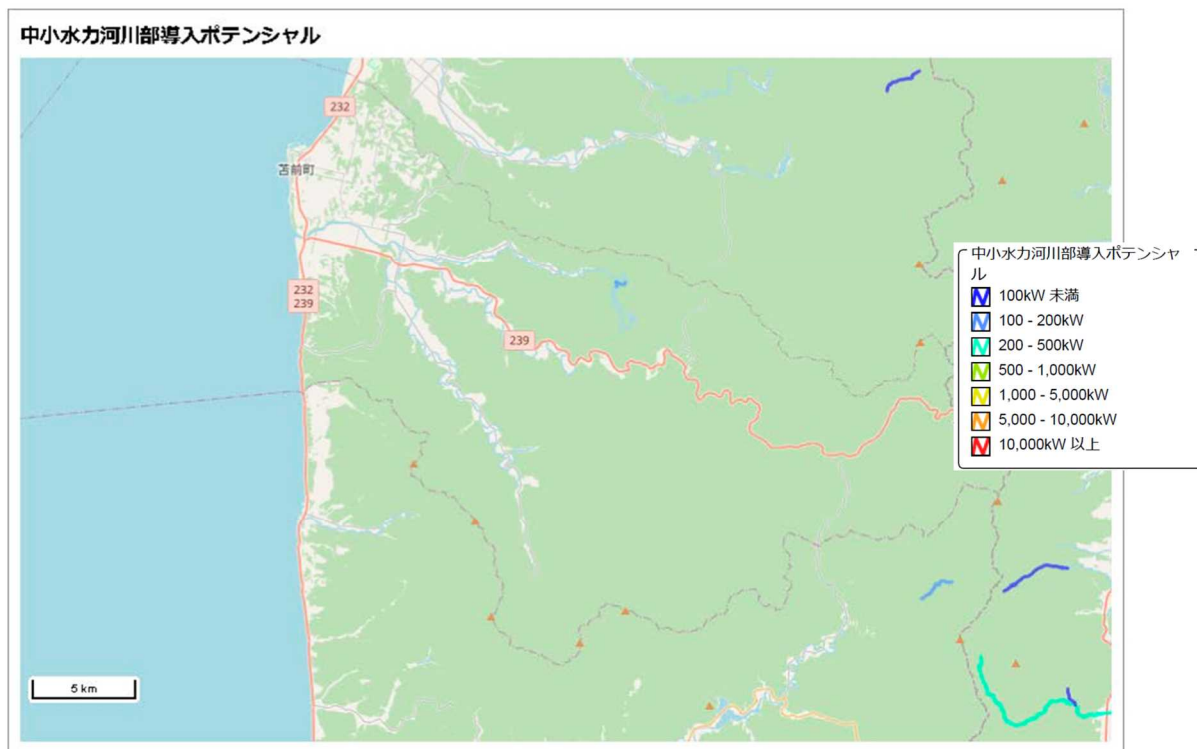 中小水力河川部導入ポテンシャル
232
苫前町
232
239
239
中小水力河川部導入ポテンシャ
ル
100kW 未満
100 - 200kW
200 - 500kW
500 - 1,000kW
1,000 - 5,000kW
5,000 - 10,000kW
10,000kW 以上
5 km